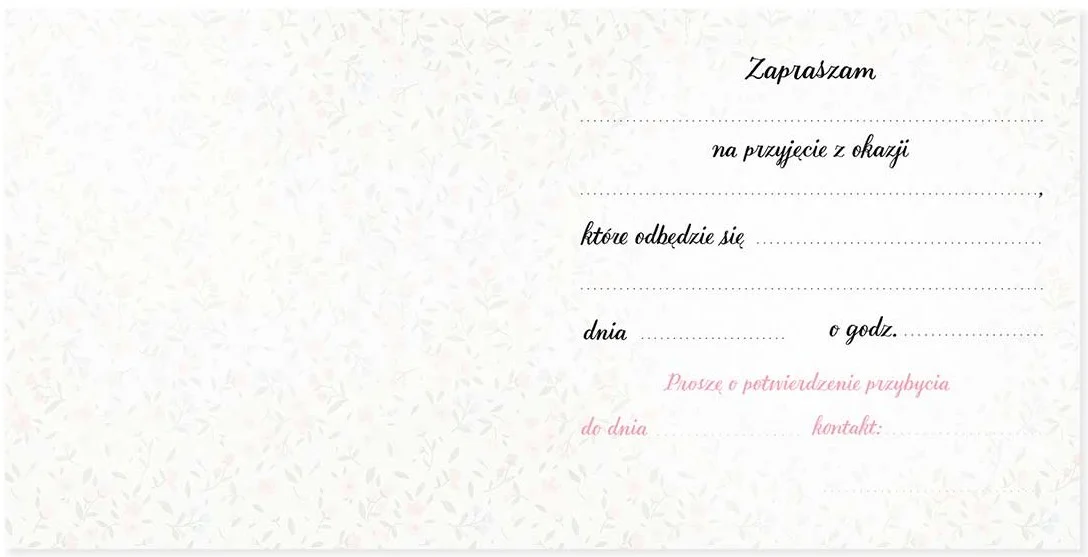 Zapraszam
................................................................
na przyjęcie z okazji
................................................................,
które odbędzie się ........................................
................................................................
dnia .................... o godz. ....................
Proszę o potwierdzenie przybycia
do dnia .................... kontakt: ....................
..............................